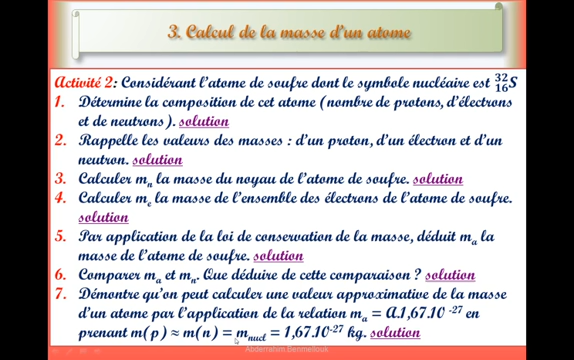 3. Calcul de la masse d'un atome
Activité 2: Considérant l'atome de soufre dont le symbole nucléaire est ³²₁₆S
1. Détermine la composition de cet atome (nombre de protons, d'électrons
et de neutrons ). solution
2. Rappelle les valeurs des masses : d'un proton, d'un électron et d'un
neutron. solution
3. Calculer mₙ la masse du noyau de l'atome de soufre. solution
4. Calculer mₑ la masse de l'ensemble des électrons de l'atome de soufre.
solution
5. Par application de la loi de conservation de la masse, déduit mₐ la
masse de l'atome de soufre. solution
6. Comparer mₐ et mₙ. Que déduire de cette comparaison ? solution
7. Démontre qu'on peut calculer une valeur approximative de la masse
d'un atome par l'application de la relation mₐ = A.1,67.10 ⁻²⁷ en
prenant m(p) ≈ m(n) = m_nucl = 1,67.10⁻²⁷ kg. solution
Abderrahim Benmellouk